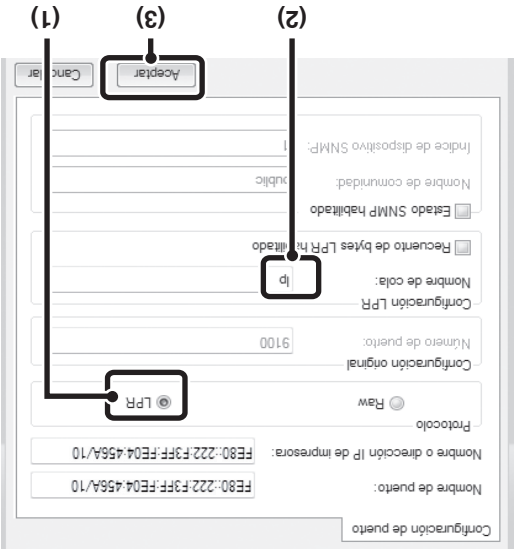 Configuración de puerto
Nombre de puerto: FE80::222:F3FF:FE04:456A/10
Nombre o dirección IP de impresora: FE80::222:F3FF:FE04:456A/10
Protocolo
Raw LPR
Configuración original
Número de puerto: 9100
Configuración LPR
Nombre de cola: lp
Recuento de bytes LPR habilitado
Estado SNMP habilitado
Nombre de comunidad: public
Índice de dispositivo SNMP: 1
Aceptar Cancelar
(2) (3) (1)